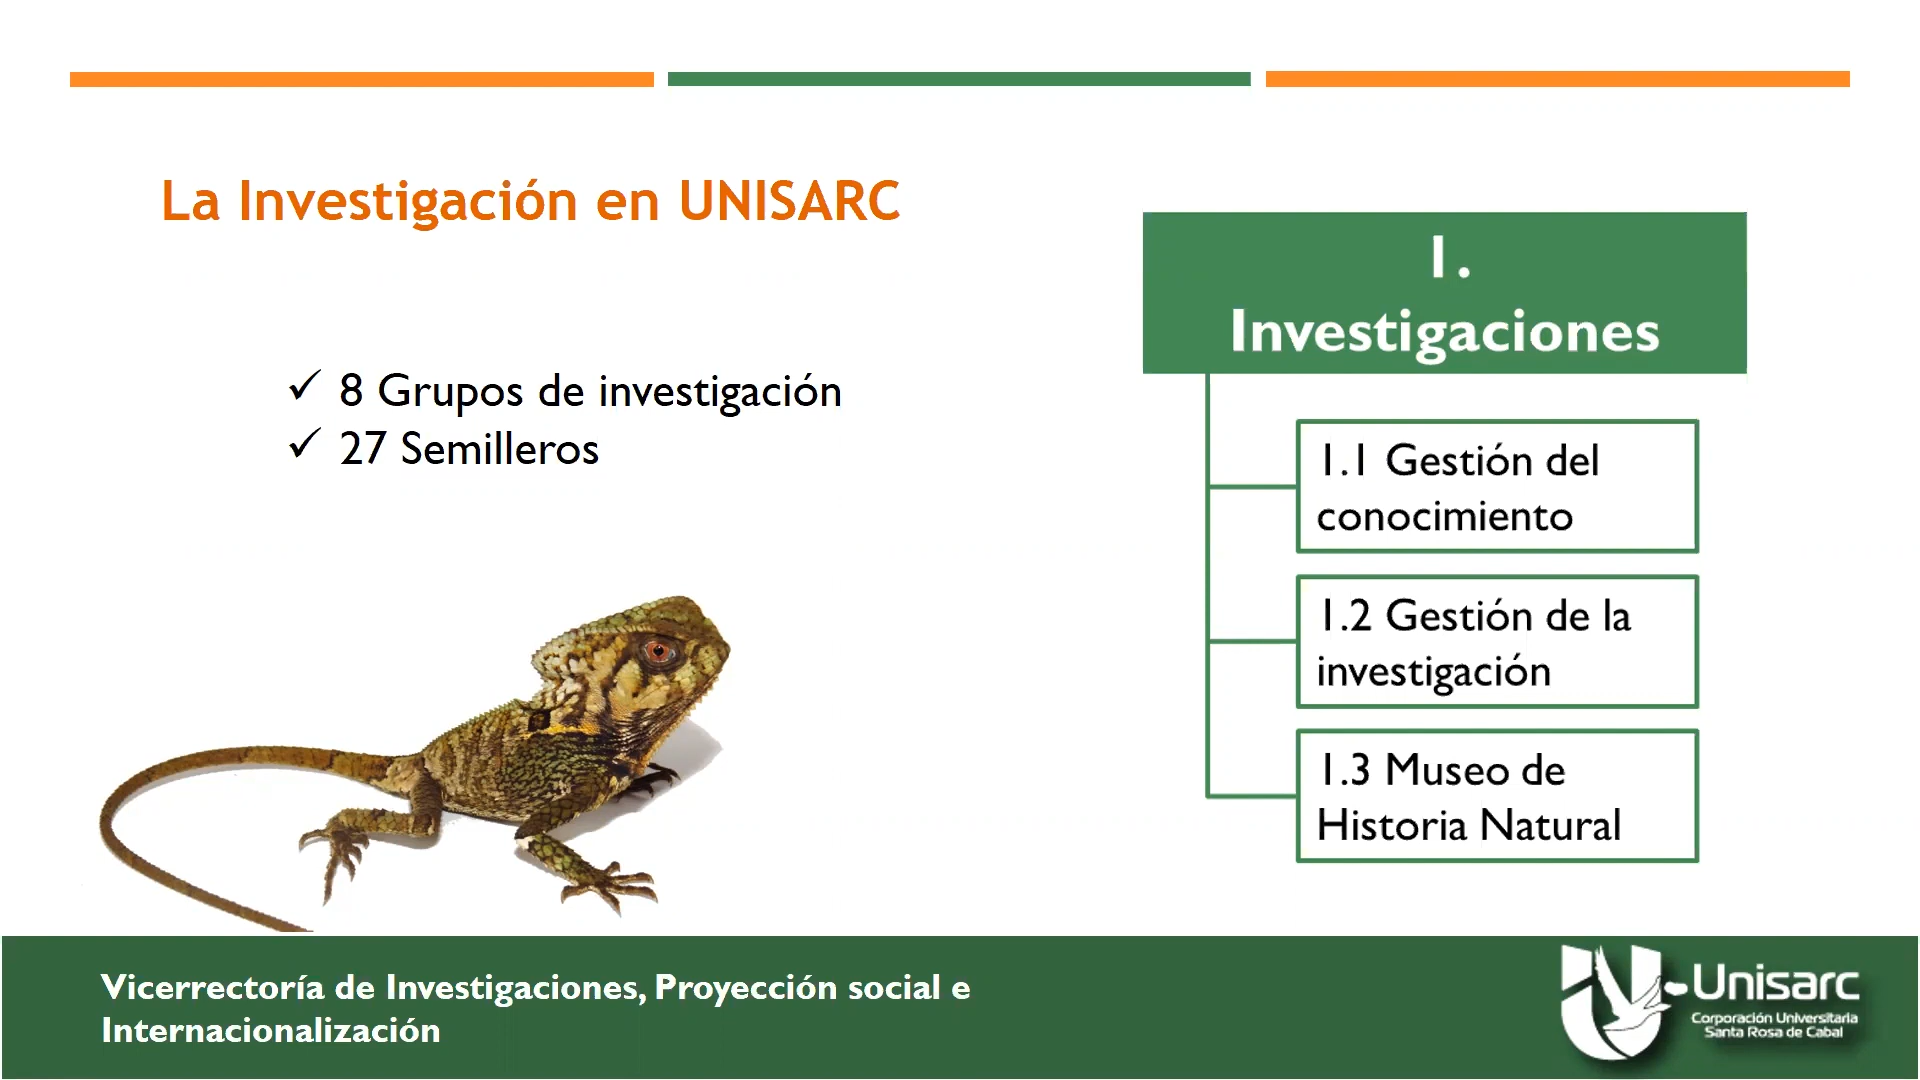 La Investigación en UNISARC
✓ 8 Grupos de investigación
✓ 27 Semilleros
1.
Investigaciones
1.1 Gestión del
conocimiento
1.2 Gestión de la
investigación
1.3 Museo de
Historia Natural
Vicerrectoría de Investigaciones, Proyección social e
Internacionalización
Unisarc
Corporación Universitaria
Santa Rosa de Cabal